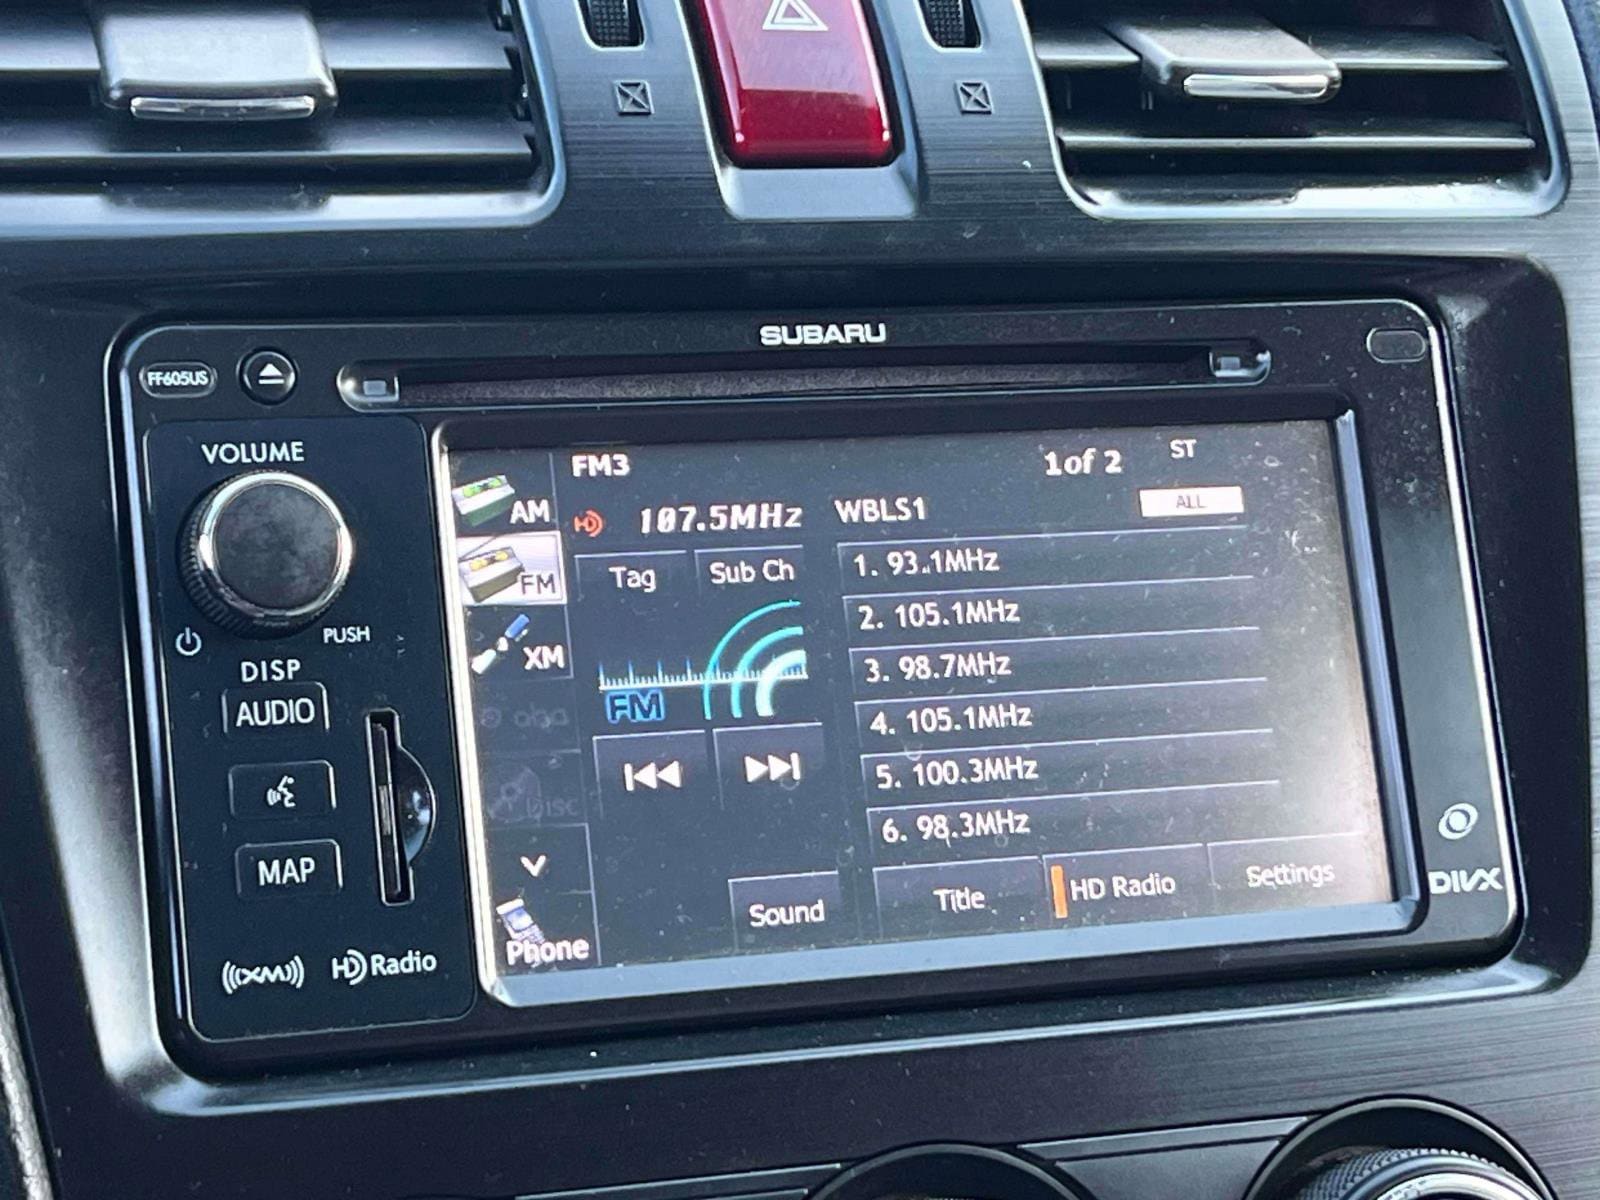 SUBARU
FF605US
VOLUME
PUSH
DISP
AUDIO
MAP
((XM))
HD Radio
FM3
1of 2
ST
AM
HD
107.5MHz
WBLS1
ALL
FM
Tag
Sub Ch
1. 93.1MHz
2. 105.1MHz
XM
3. 98.7MHz
FM
4. 105.1MHz
5. 100.3MHz
DISC
6. 98.3MHz
Phone
Sound
Title
HD Radio
Settings
DIVX